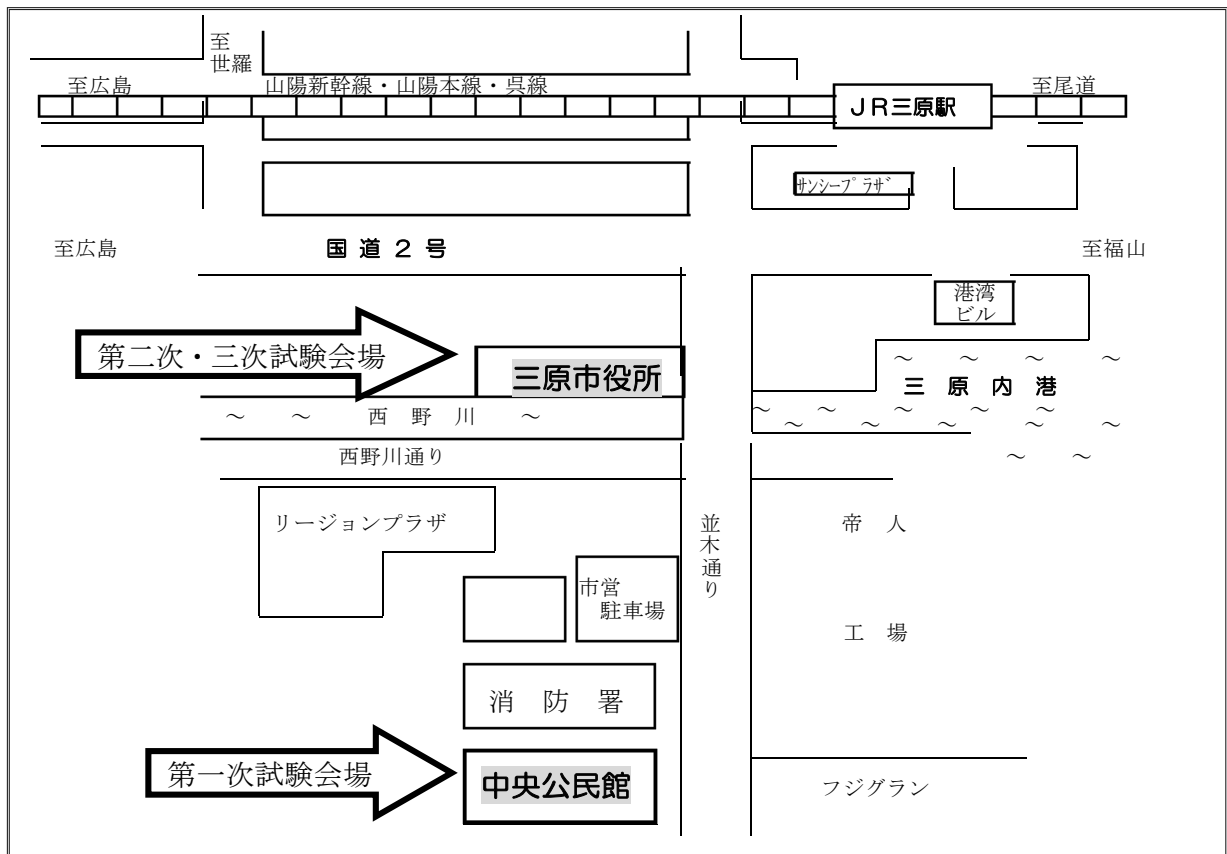 至
世羅
至広島
山陽新幹線・山陽本線・呉線
至尾道
ＪＲ三原駅
ｻﾝｼｰﾌﾟﾗｻﾞ
至広島
国 道 ２ 号
至福山
港湾
ビル
第二次・三次試験会場
三原市役所
三 原 内 港
～ ～ ～ ～
～ ～ 西 野 川 ～
～ ～ ～ ～ ～
～ ～ ～ ～ ～
西野川通り
～ ～
リージョンプラザ
並木通り
帝 人
市営
駐車場
工 場
消 防 署
第一次試験会場
中央公民館
フジグラン